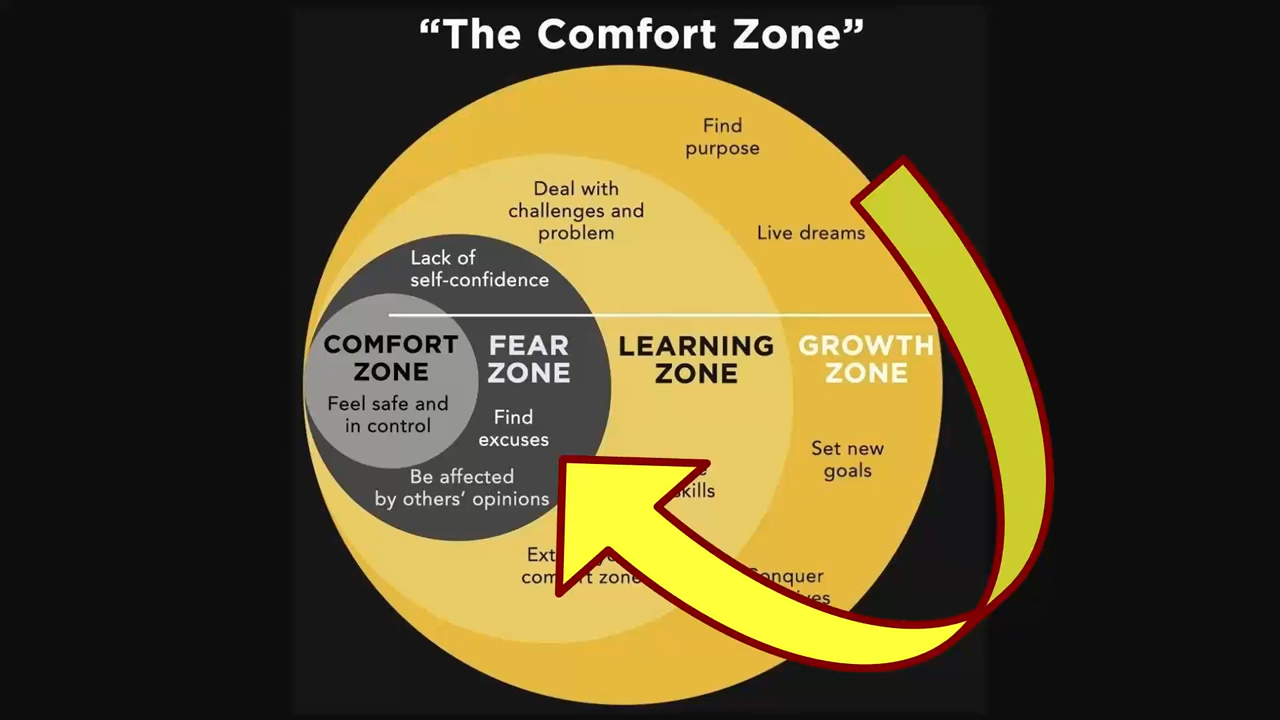 “The Comfort Zone”
Find
purpose
Deal with
challenges and
problem
Live dreams
Lack of
self-confidence
COMFORT
ZONE
Feel safe and
in control
FEAR
ZONE
Find
excuses
Be affected
by others’ opinions
LEARNING
ZONE
skills
zone
GROWTH
ZONE
Set new
goals
Conquer